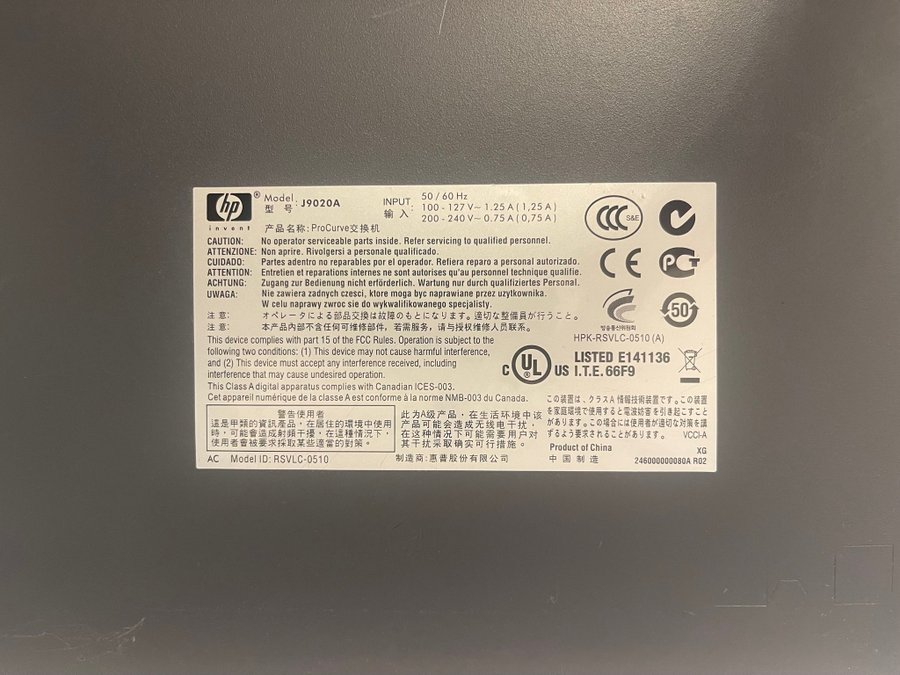 hp
®
invent
Model: J9020A
型 号
INPUT 50 / 60 Hz
输 入: 100 - 127 V~ 1.25 A ( 1,25 A )
200 - 240 V~ 0.75 A ( 0,75 A )
产品名称: ProCurve交换机
CAUTION: No operator serviceable parts inside. Refer servicing to qualified personnel.
ATTENZIONE: Non aprire. Rivolgersi a personale qualificado.
CUIDADO: Partes adentro no reparables por el operador. Refiera reparacion a personal autorizado.
ATTENTION: Entretien et reparations internes ne sont autorises qu'au personnel technique qualifie.
ACHTUNG: Zugang zur Bedienung nicht erförderlich. Wartung nur durch qualifiziertes Personal.
UWAGA: Nie zawiera zadnych czesci, ktore moga byc naprawiane przez uzytkownika.
W celu naprawy zwroc sie do wykwalifikowanego specjalisty.
注 意: オペレータによる部品交換は故障のもとになります。適切な整備員が行うこと。
注 意: 本产品内部不含任何可维修部件, 若需服务, 请与授权维修人员联系。
This device complies with part 15 of the FCC Rules. Operation is subject to the
following two conditions: (1) This device may not cause harmful interference,
and (2) This device must accept any interference received, including
interference that may cause undesired operation.
This Class A digital apparatus complies with Canadian ICES-003.
Cet appareil numérique de la classe A est conforme à la norme NMB-003 du Canada.
CCC S&E
CE
PCT
방송통신위원회
50
HPK-RSVLC-0510 (A)
C UL US LISTED E141136
I.T.E. 66F9
警告使用者
這是甲類的資訊產品, 在居住的環境中使用
時, 可能會造成射頻干擾, 在這種情況下,
使用者會被要求採取某些適當的對策。
此为A级产品, 在生活环境中该
产品可能会造成无线电干扰,
在这种情况下可能需要用户对
其干扰采取确实可行措施。
この装置は、クラスA 情報技術装置です。この装置
を家庭環境で使用すると電波妨害を引き起こすこと
があります。この場合には使用者が適切な対策を講
ずるよう要求されることがあります。 VCCI-A
AC Model ID: RSVLC-0510
制造商: 惠普股份有限公司
Product of China
中 国 制 造
XG
246000000080A R02